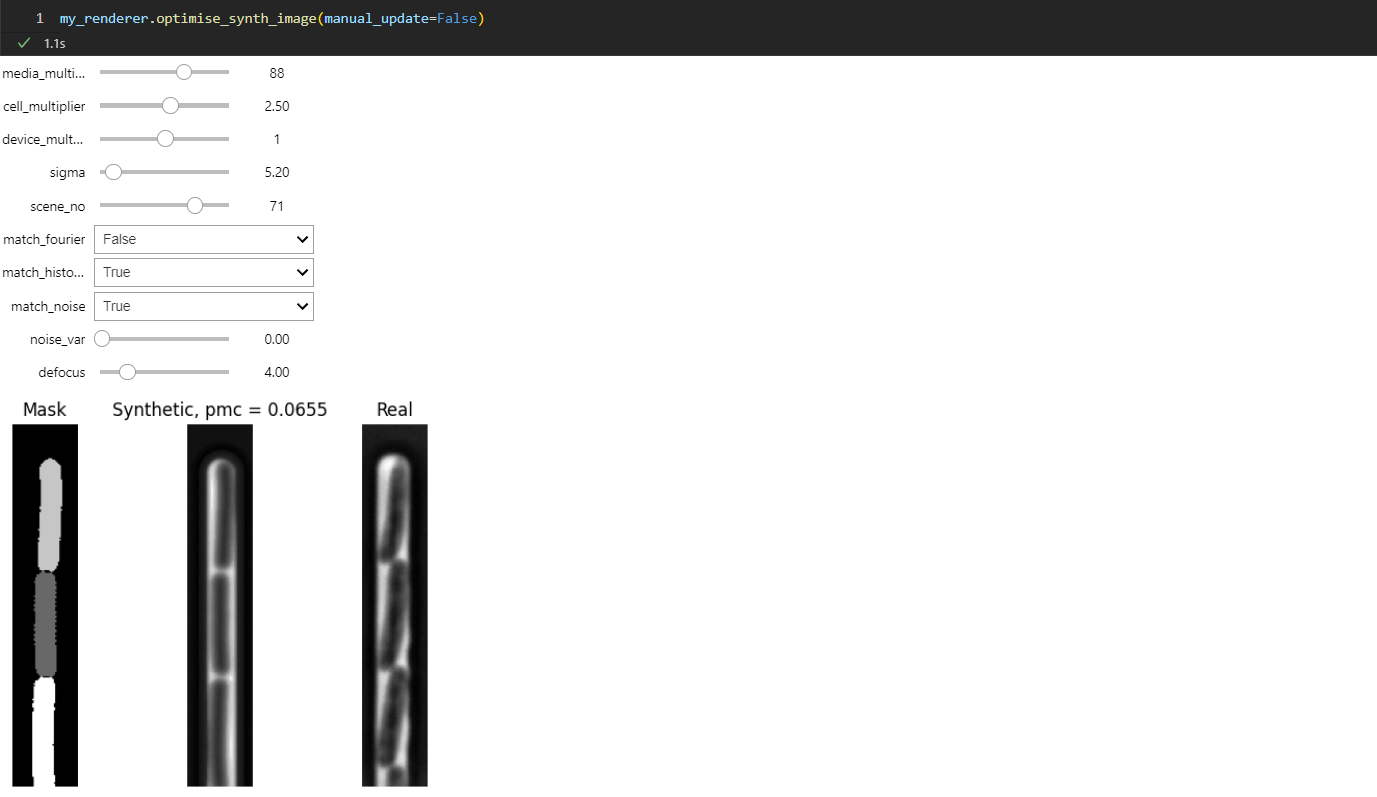 1 my_renderer.optimise_synth_image(manual_update=False)
1.1s
media_multi... 88
cell_multiplier 2.50
device_mult... 1
sigma 5.20
scene_no 71
match_fourier False
match_histo... True
match_noise True
noise_var 0.00
defocus 4.00
Mask Synthetic, pmc = 0.0655 Real